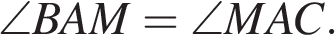 ∠BAM = ∠MAC.